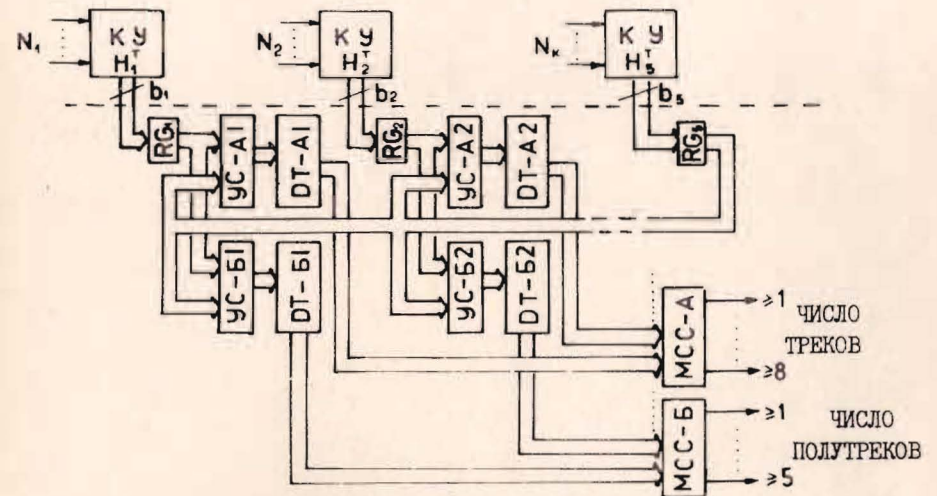 N₁
К У
H₁ᵀ
b₁
N₂
К У
H₂ᵀ
b₂
Nₖ
К У
H₅ᵀ
b₅
RG₁
УС-А1
DT-А1
RG₂
УС-А2
DT-А2
RG₅
УС-Б1
DT-Б1
УС-Б2
DT-Б2
МСС-А
≥1
ЧИСЛО
ТРЕКОВ
≥8
МСС-Б
≥1
ЧИСЛО
ПОЛУТРЕКОВ
≥5